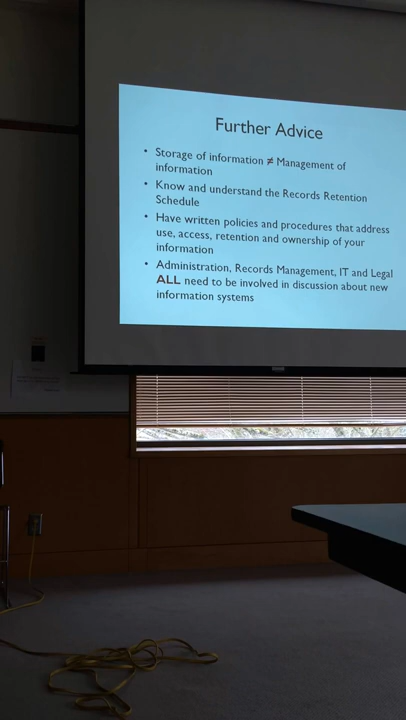 Further Advice
• Storage of information ≠ Management of
information
• Know and understand the Records Retention
Schedule
• Have written policies and procedures that address
use, access, retention and ownership of your
information
• Administration, Records Management, IT and Legal
ALL need to be involved in discussion about new
information systems